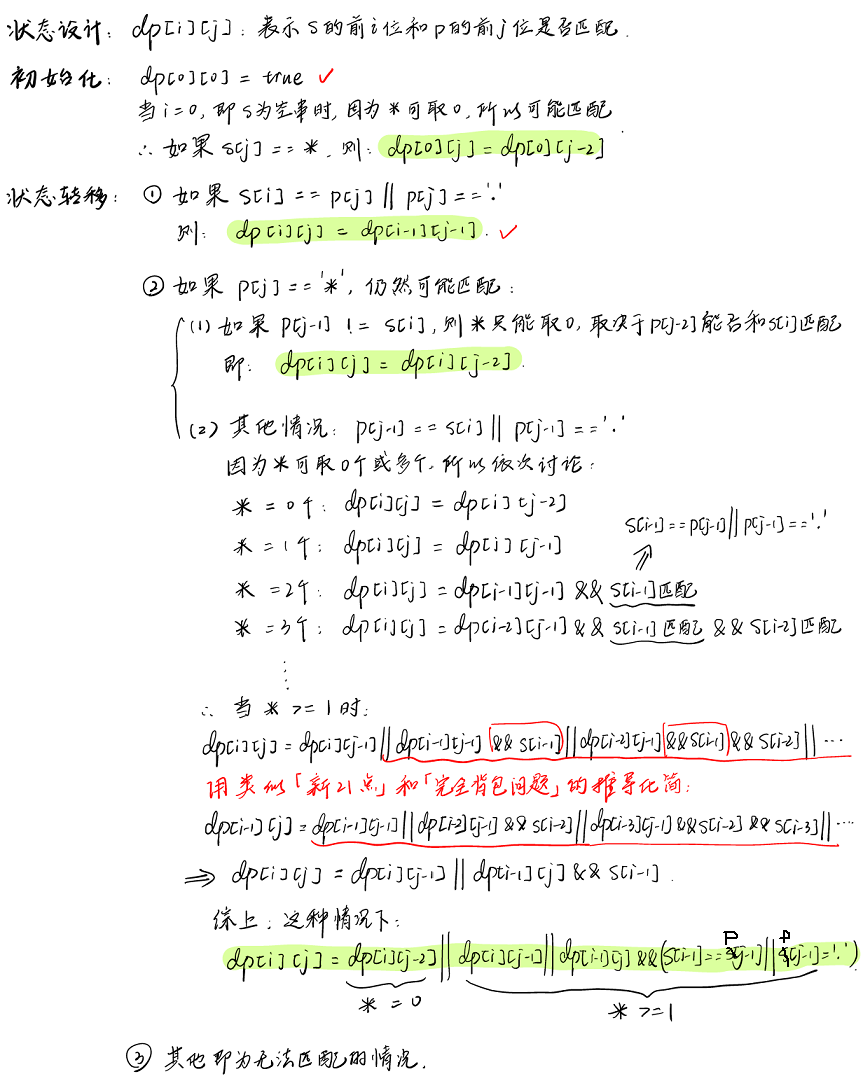 状态设计: dp[i][j]: 表示s的前i位和p的前j位是否匹配.
初始化: dp[0][0] = true ✓
当i=0, 即s为空串时, 因为*可取0, 所以可能匹配
∴ 如果s[j] == *, 则: dp[0][j] = dp[0][j-2]
状态转移: ① 如果 s[i] == p[j] || p[j] == '.'
则: dp[i][j] = dp[i-1][j-1]. ✓
② 如果 p[j] == '*', 仍然可能匹配:
(1) 如果 p[j-1] != s[i], 则*只能取0, 取决于p[j-2]能否和s[i]匹配
即: dp[i][j] = dp[i][j-2].
(2) 其他情况: p[j-1] == s[i] || p[j-1] == '.'
因为*可取0个或多个, 所以依次讨论:
* = 0个: dp[i][j] = dp[i][j-2]
s[i-1] == p[j-1] || p[j-1] == '.'
* = 1个: dp[i][j] = dp[i][j-1]
⇗
* = 2个: dp[i][j] = dp[i-1][j-1] && s[i-1]匹配
* = 3个: dp[i][j] = dp[i-2][j-1] && s[i-1]匹配 && s[i-2]匹配
⋮
∴ 当 * >= 1 时:
dp[i][j] = dp[i][j-1] || dp[i-1][j-1] && s[i-1] || dp[i-2][j-1] && s[i-1] && s[i-2] || ...
用类似「新21点」和「完全背包问题」的推导化简:
dp[i-1][j] = dp[i-1][j-1] || dp[i-2][j-1] && s[i-2] || dp[i-3][j-1] && s[i-2] && s[i-3] || ...
⇒ dp[i][j] = dp[i][j-1] || dp[i-1][j] && s[i-1].
综上, 这种情况下:
dp[i][j] = dp[i][j-2] || dp[i][j-1] || dp[i-1][j] && (s[i-1] == p[j-1] || p[j-1] = '.')
* = 0 * >= 1
③ 其他即为无法匹配的情况.